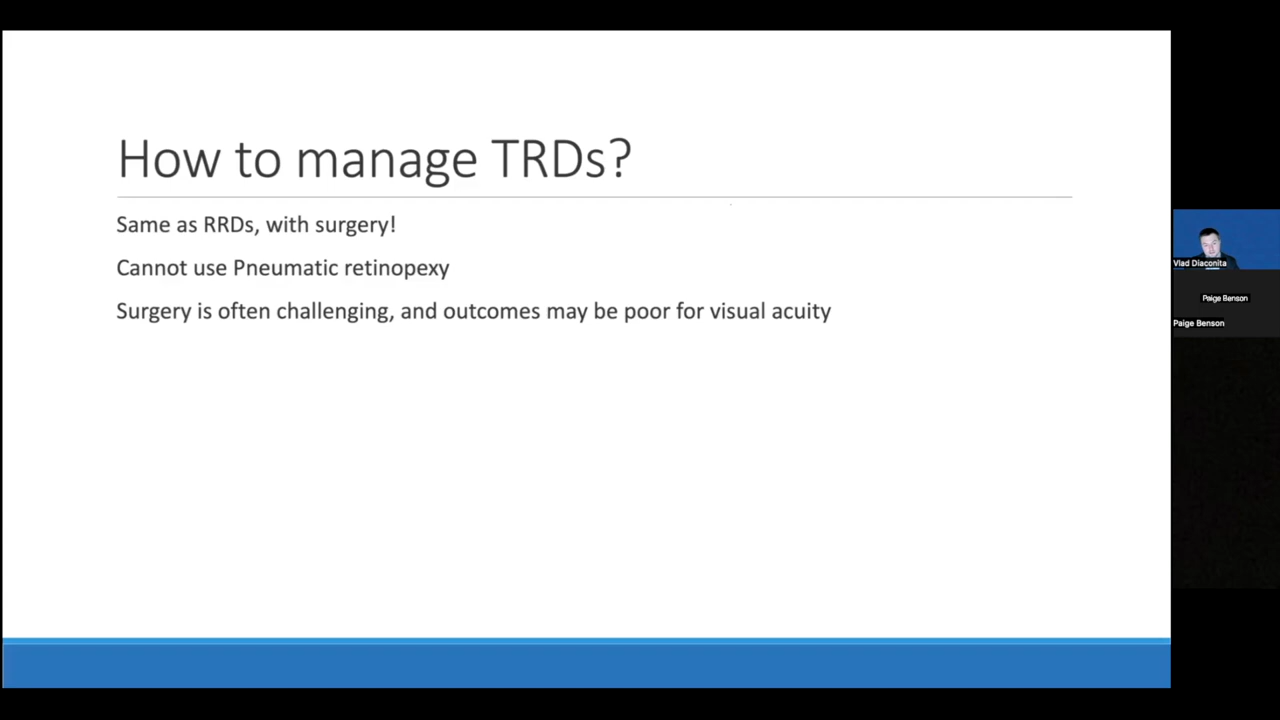 How to manage TRDs?
Same as RRDs, with surgery!
Cannot use Pneumatic retinopexy
Surgery is often challenging, and outcomes may be poor for visual acuity
Vlad Diaconita
Paige Benson
Paige Benson